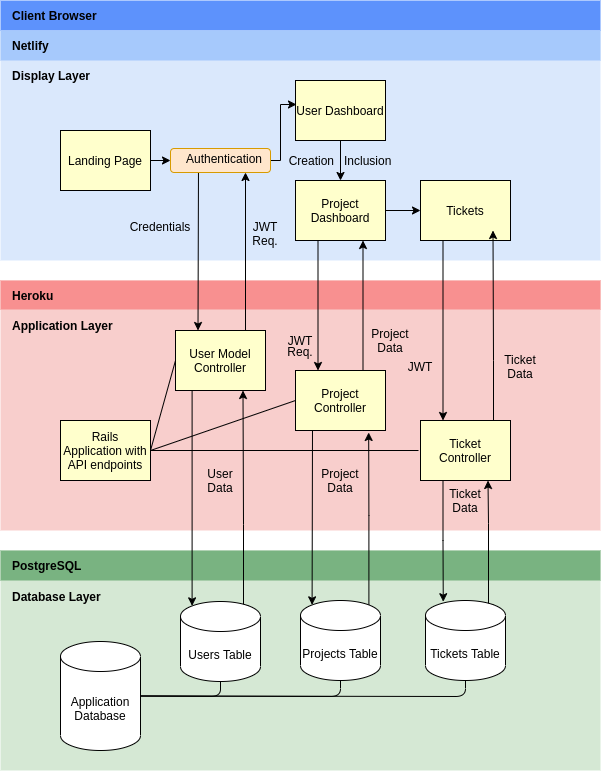 Client Browser
Netlify
Display Layer
User Dashboard
Landing Page
Authentication
Creation
Inclusion
Project
Dashboard
Tickets
Credentials
JWT
Req.
Heroku
Application Layer
JWT
Req.
Project
Data
User Model
Controller
JWT
Ticket
Data
Project
Controller
Rails
Application with
API endpoints
Ticket
Controller
User
Data
Project
Data
Ticket
Data
PostgreSQL
Database Layer
Users Table
Projects Table
Tickets Table
Application
Database